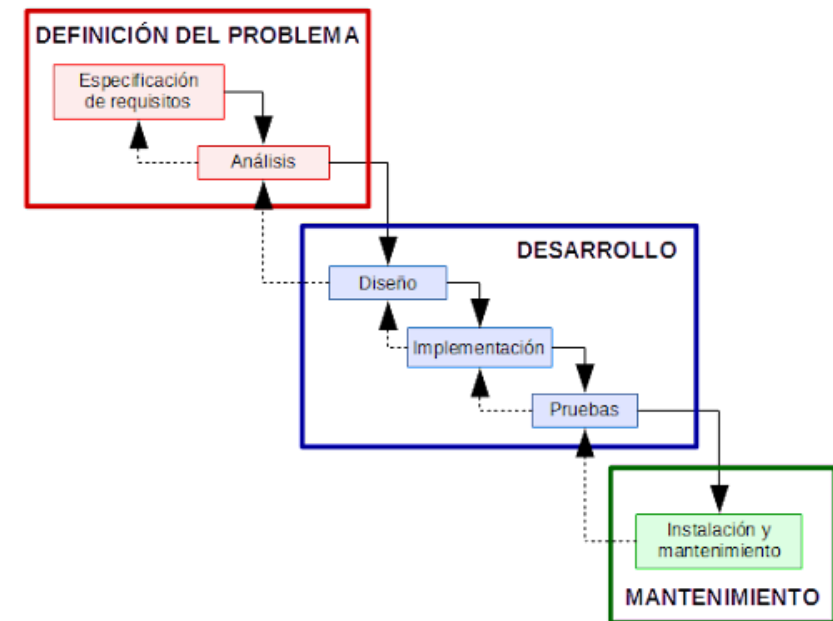 DEFINICIÓN DEL PROBLEMA
Especificación
de requisitos
Análisis
DESARROLLO
Diseño
Implementación
Pruebas
Instalación y
mantenimiento
MANTENIMIENTO